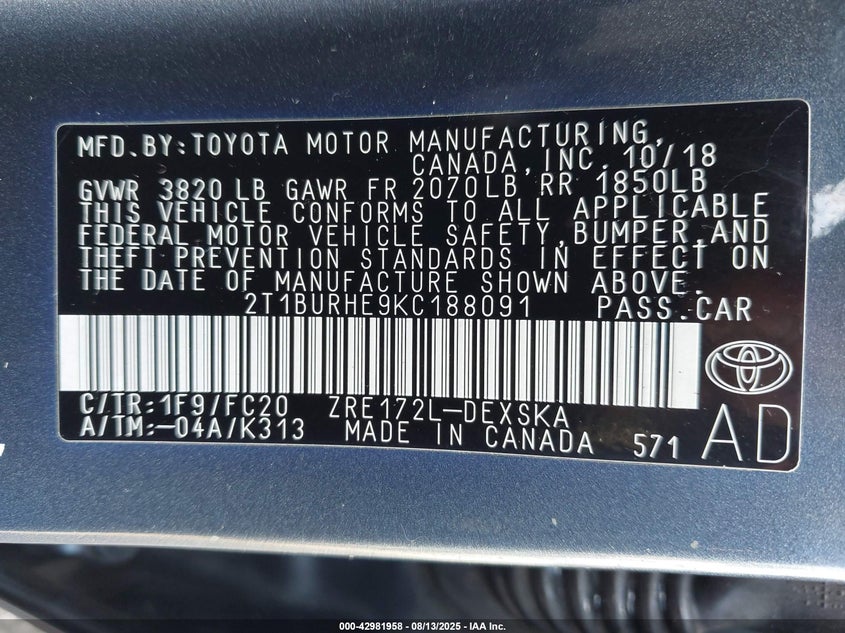 MFD.BY:TOYOTA MOTOR MANUFACTURING,
CANADA,INC. 10/18
GVWR 3820 LB GAWR FR 2070LB RR 1850LB
THIS VEHICLE CONFORMS TO ALL APPLICABLE
FEDERAL MOTOR VEHICLE SAFETY,BUMPER,AND
THEFT PREVENTION STANDARDS IN EFFECT ON
THE DATE OF MANUFACTURE SHOWN ABOVE.
2T1BURHE9KC188091 PASS.CAR
C/TR:1F9/FC20 ZRE172L-DEXSKA
A/TM:-04A/K313 MADE IN CANADA 571 AD
000-42981958 - 08/13/2025 - IAA Inc.